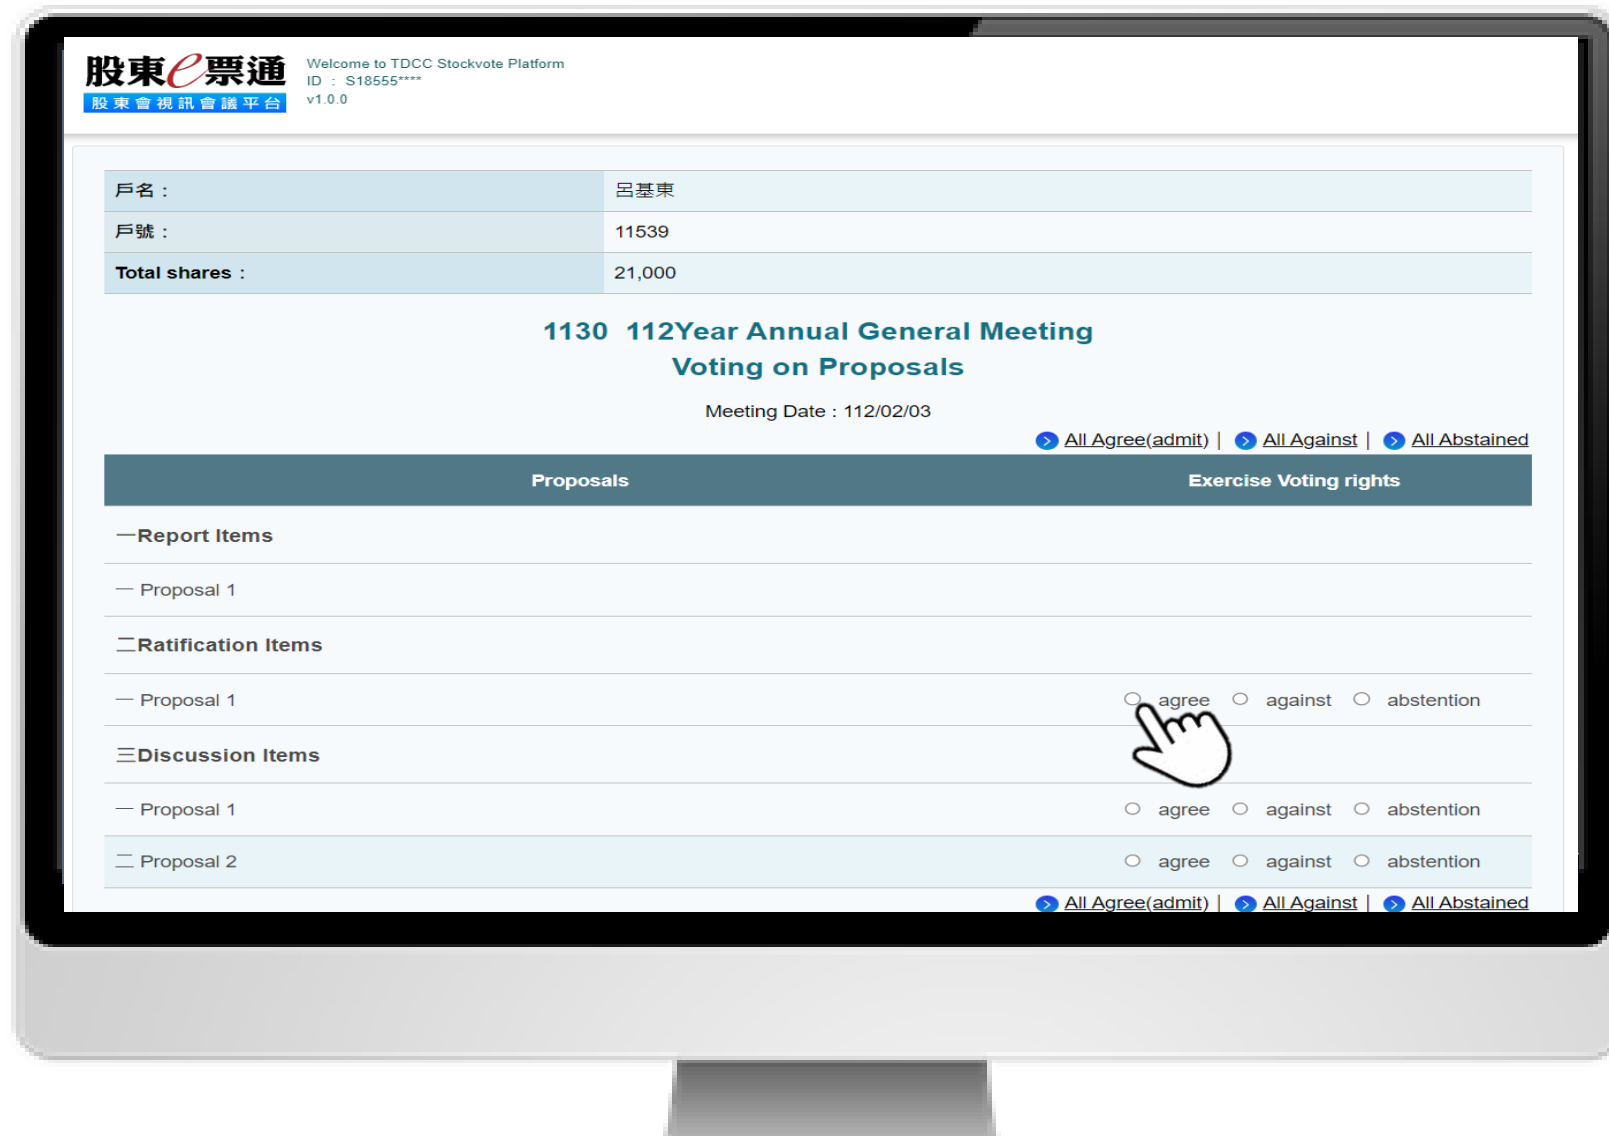 股東e票通
股東會視訊會議平台
Welcome to TDCC Stockvote Platform
ID : S18555****
v1.0.0
戶名： 呂基東
戶號： 11539
Total shares： 21,000
1130 112Year Annual General Meeting
Voting on Proposals
Meeting Date : 112/02/03
All Agree(admit) | All Against | All Abstained
Proposals Exercise Voting rights
一Report Items
一 Proposal 1
二Ratification Items
一 Proposal 1 agree against abstention
三Discussion Items
一 Proposal 1 agree against abstention
二 Proposal 2 agree against abstention
All Agree(admit) | All Against | All Abstained